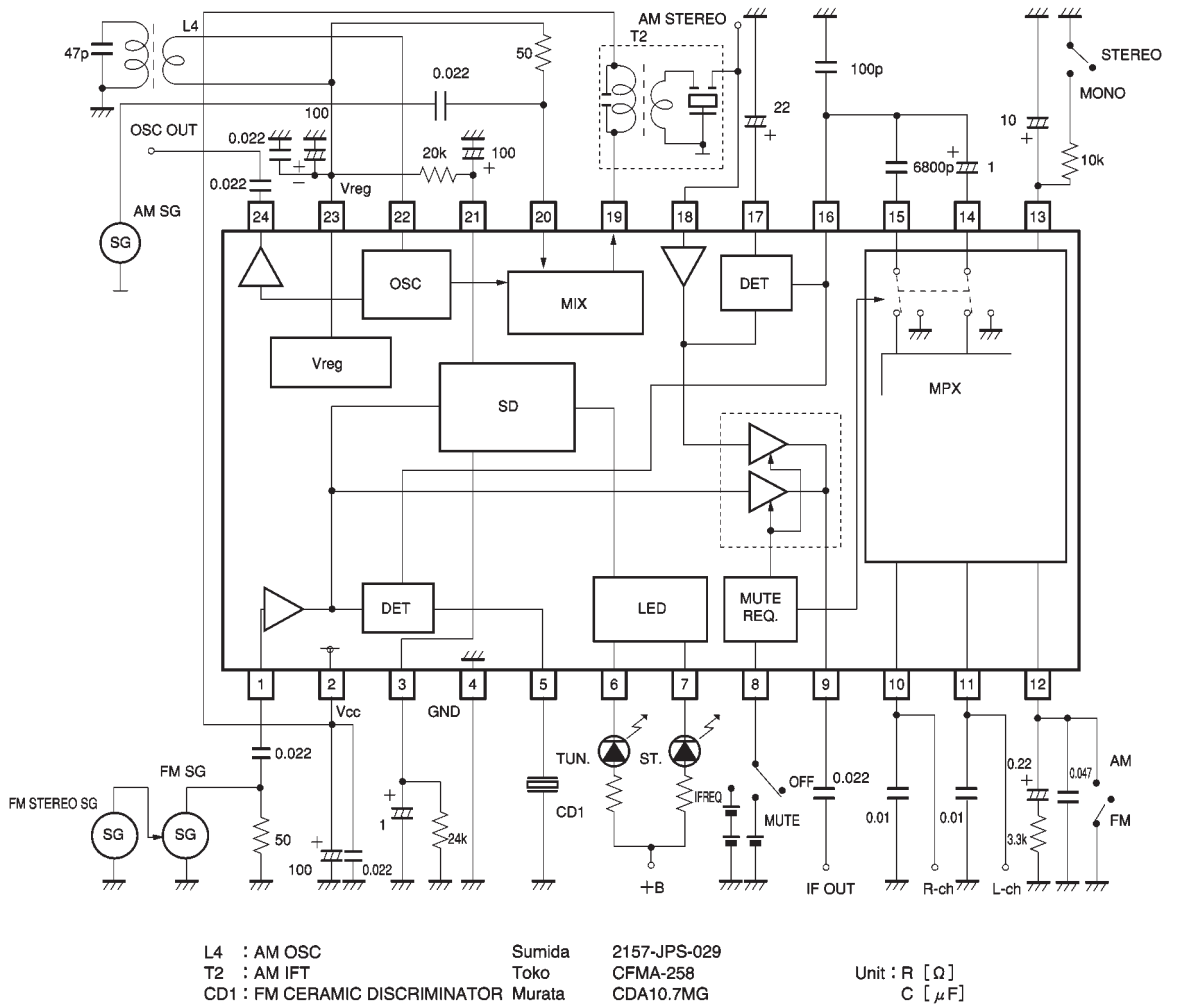 L4
AM STEREO
T2
47p
50
0.022
100p
STEREO
MONO
100
22
10
OSC OUT
0.022
20k
100
6800p
1
10k
+
+
+
+
+
−
0.022
Vreg
AM SG
SG
24
23
22
21
20
19
18
17
16
15
14
13
OSC
MIX
DET
Vreg
SD
MPX
DET
LED
MUTE
REQ.
1
2
3
4
5
6
7
8
9
10
11
12
Vcc
GND
0.022
TUN.
ST.
OFF
0.022
0.22
0.047
AM
FM SG
+
+
IFREQ
FM STEREO SG
CD1
MUTE
0.01
0.01
FM
SG
SG
50
+
1
24k
3.3k
100
0.022
+B
IF OUT
R-ch
L-ch
L4 : AM OSC Sumida 2157-JPS-029
T2 : AM IFT Toko CFMA-258 Unit : R [Ω]
CD1 : FM CERAMIC DISCRIMINATOR Murata CDA10.7MG C [μF]